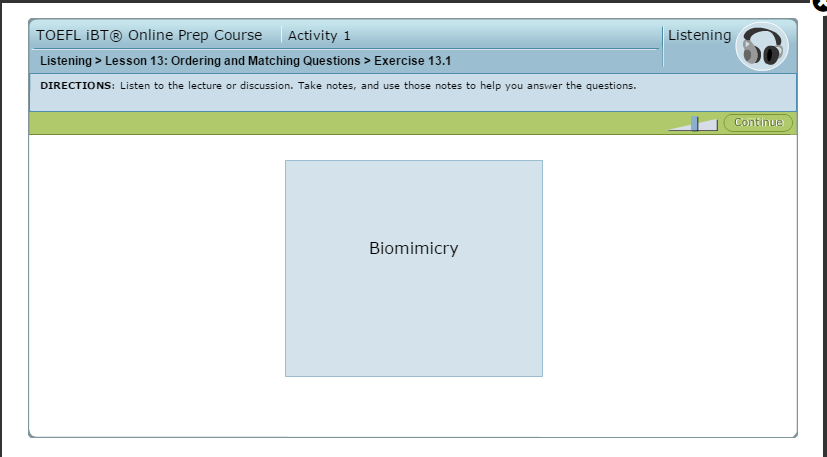 TOEFL iBT® Online Prep Course Activity 1 Listening
Listening > Lesson 13: Ordering and Matching Questions > Exercise 13.1
DIRECTIONS: Listen to the lecture or discussion. Take notes, and use those notes to help you answer the questions.
Continue
Biomimicry